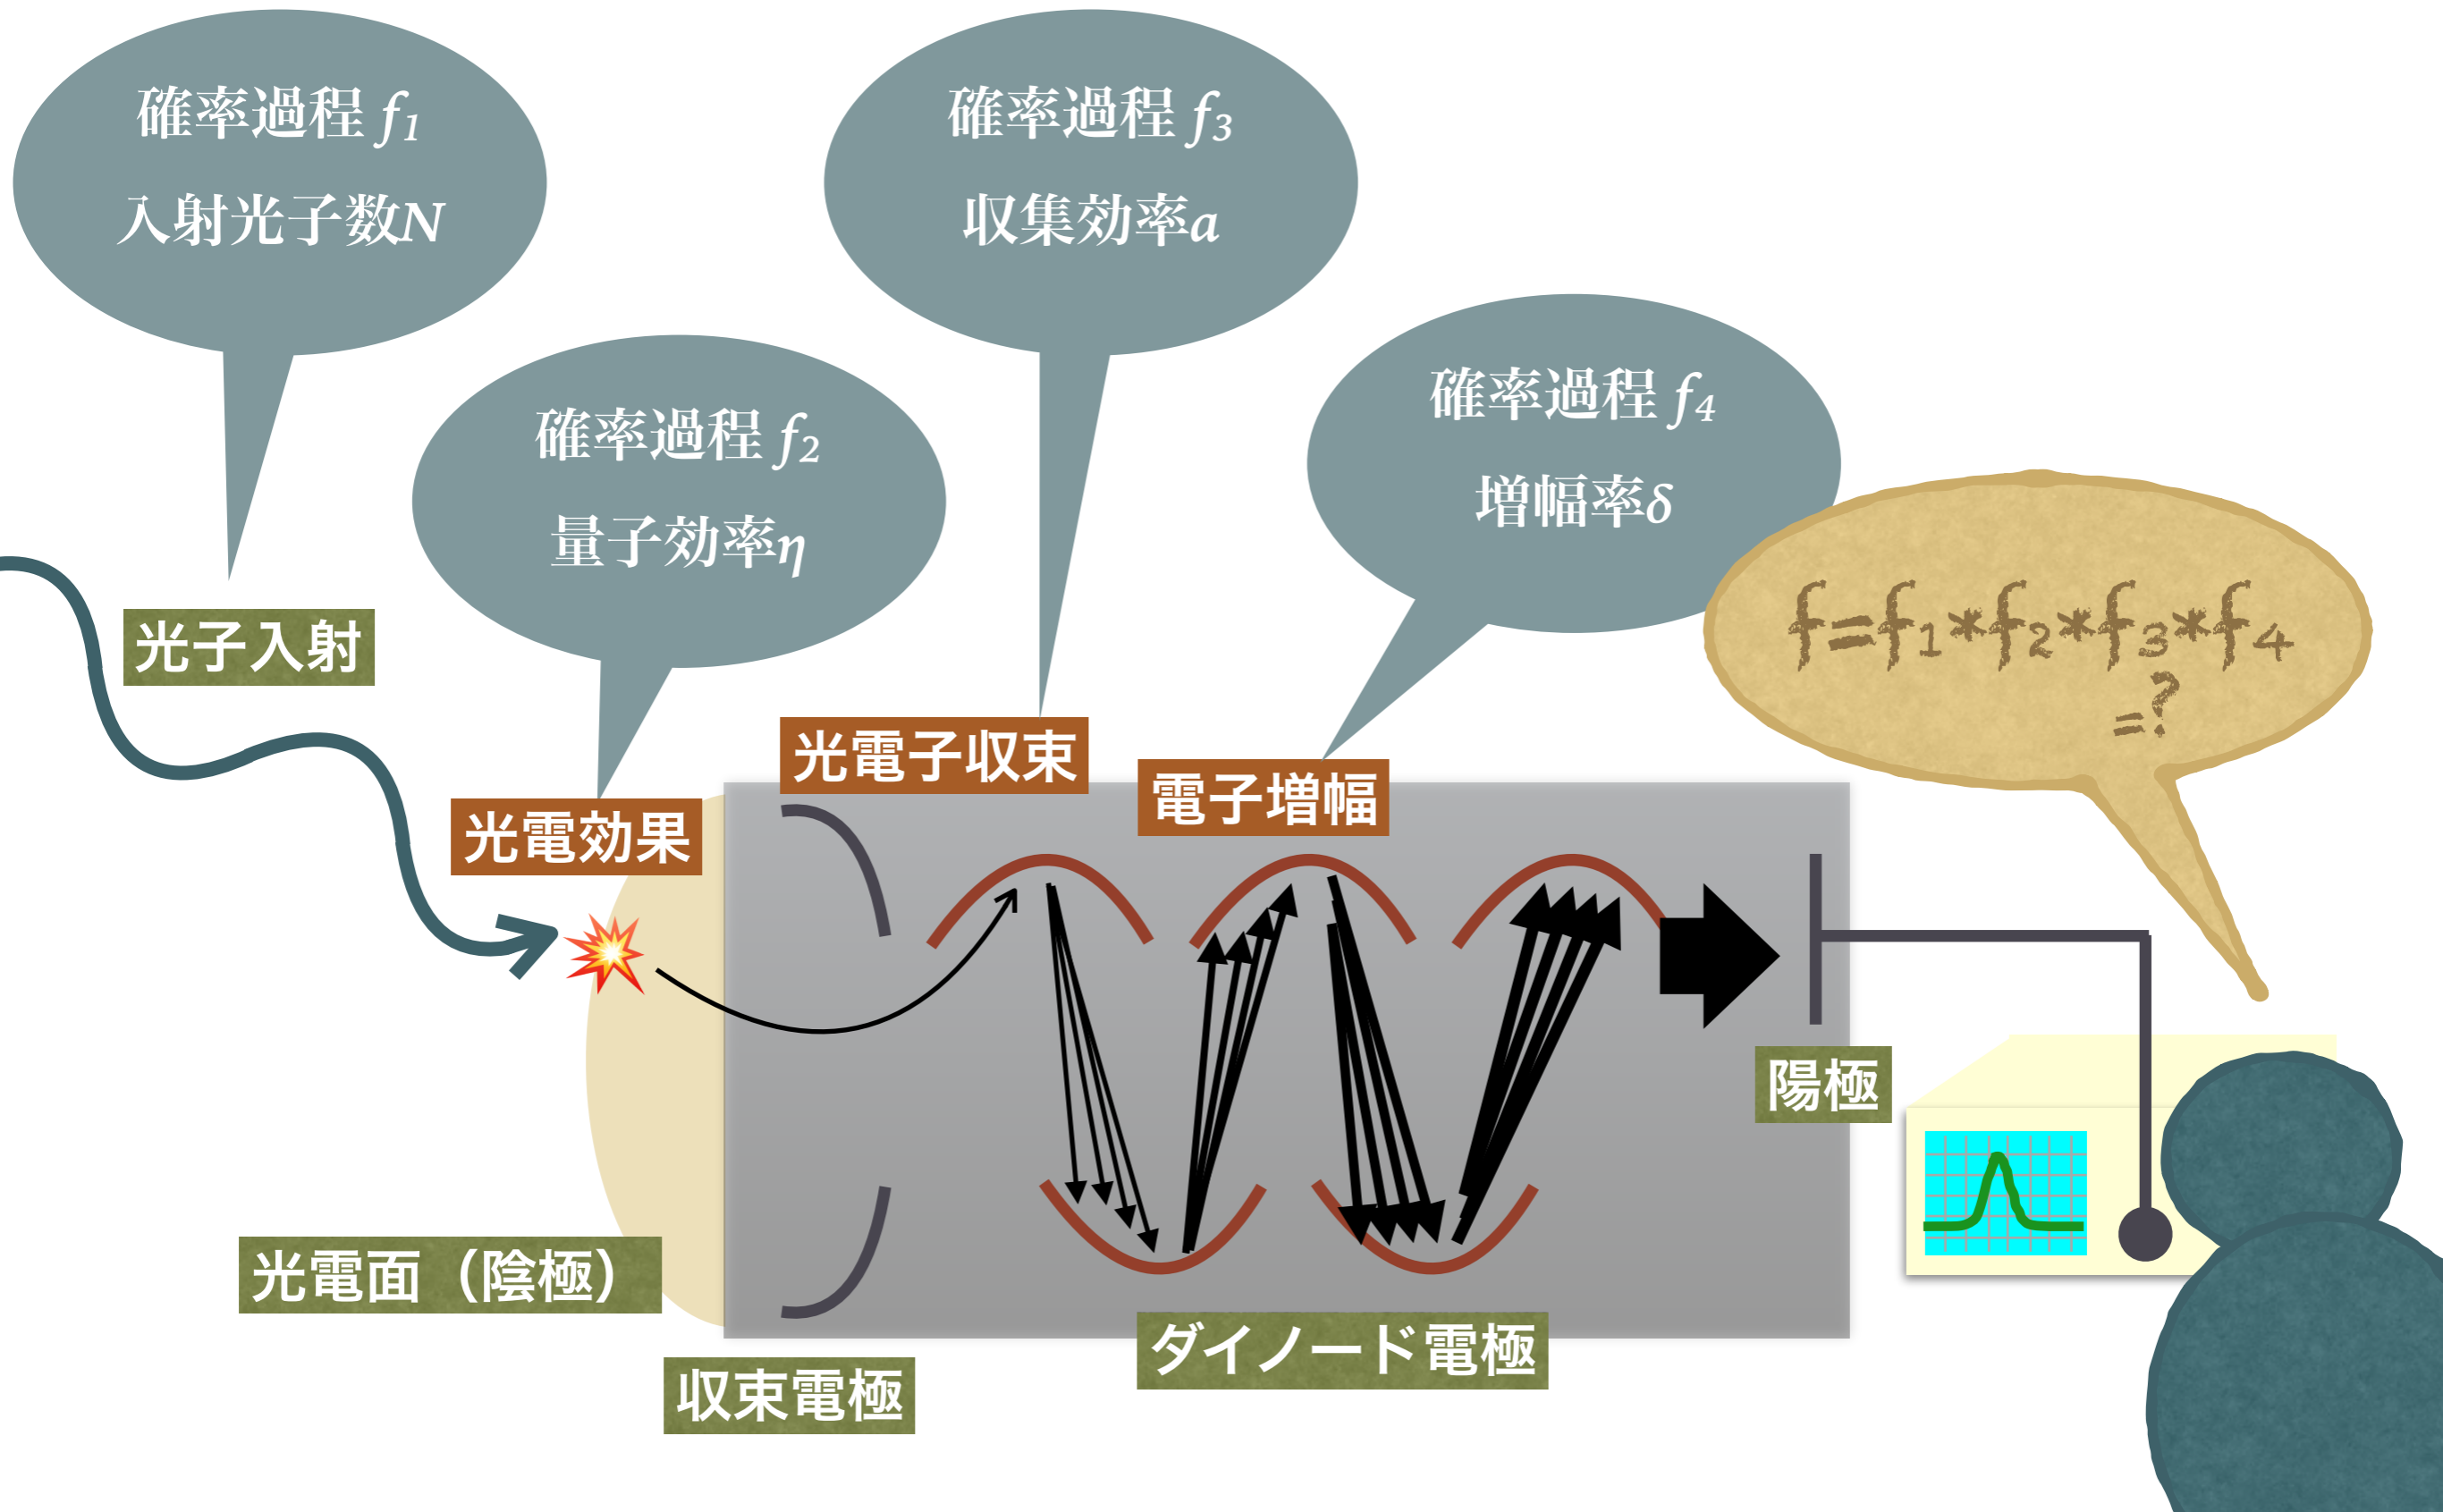 確率過程 f1
入射光子数N
確率過程 f2
量子効率η
確率過程 f3
収集効率a
確率過程 f4
増幅率δ
f=f1*f2*f3*f4
=?
光子入射
光電効果
光電子収束
電子増幅
陽極
光電面（陰極）
収束電極
ダイノード電極